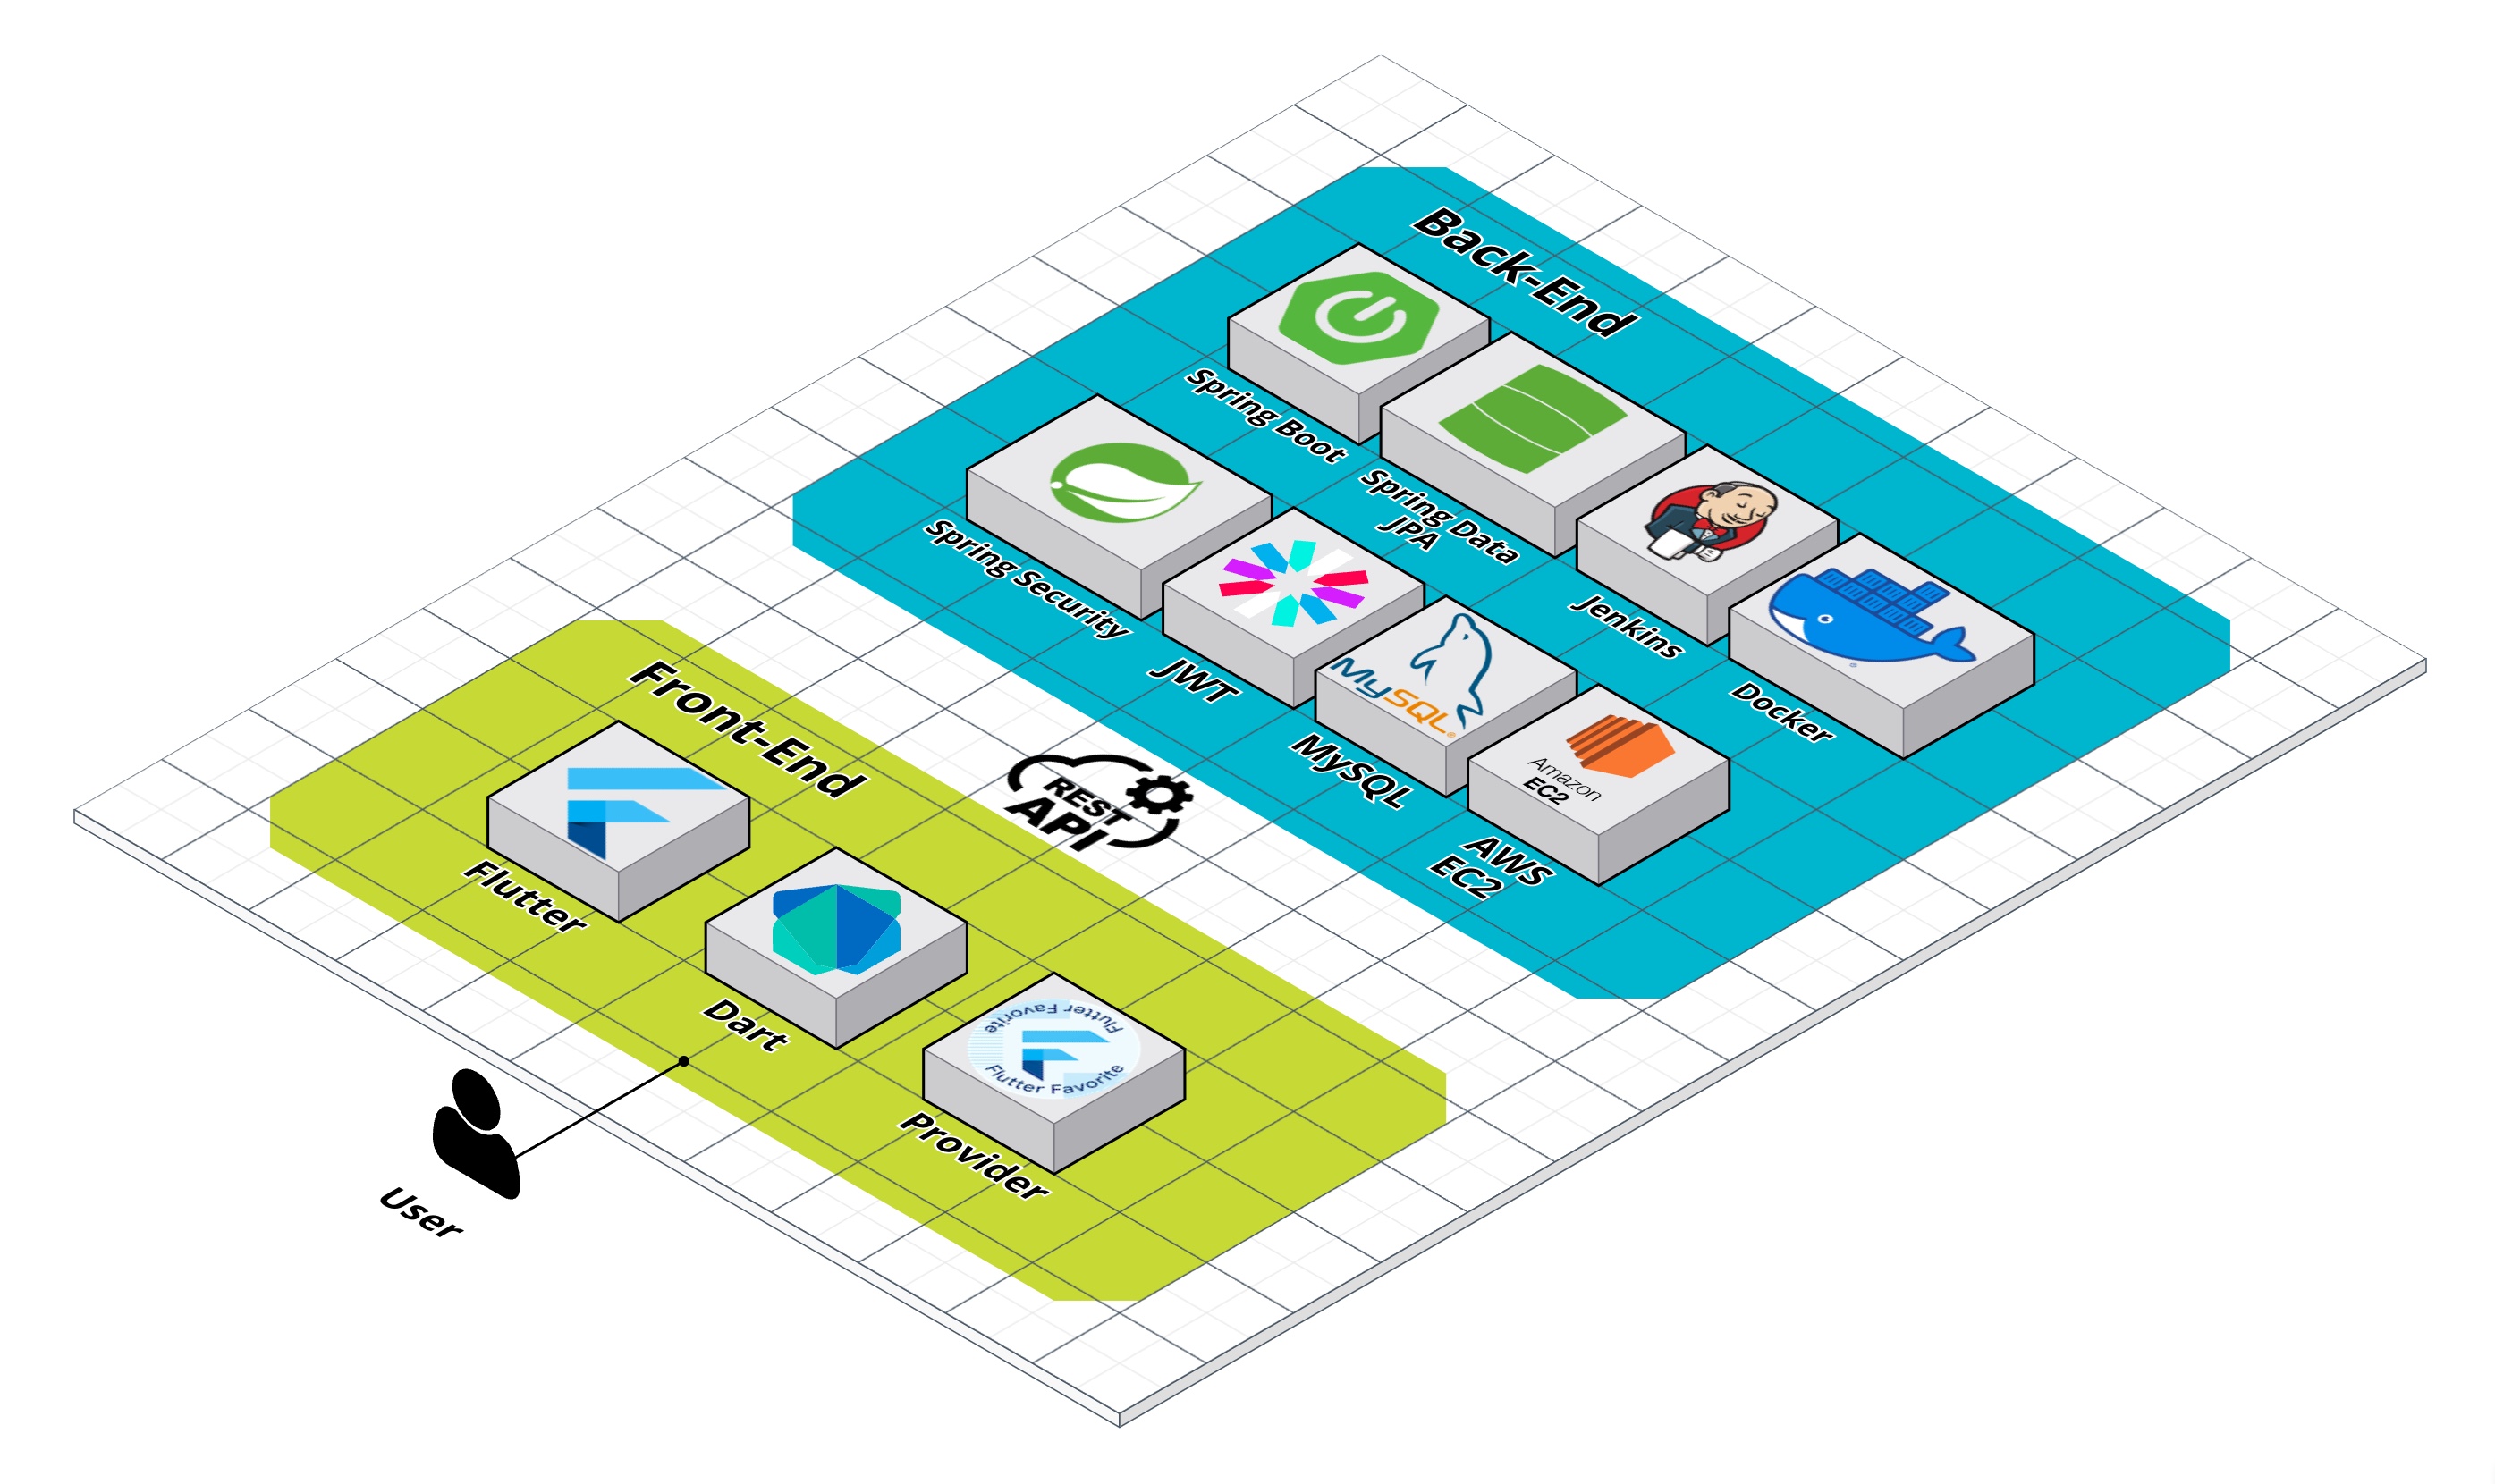 Back-End
Spring Boot
Spring Data
JPA
Jenkins
Docker
Spring Security
JWT
MySQL
MySQL
Amazon
EC2
AWS
EC2
REST
API
Front-End
Flutter
Dart
Flutter Favorite
Flutter Favorite
Provider
User